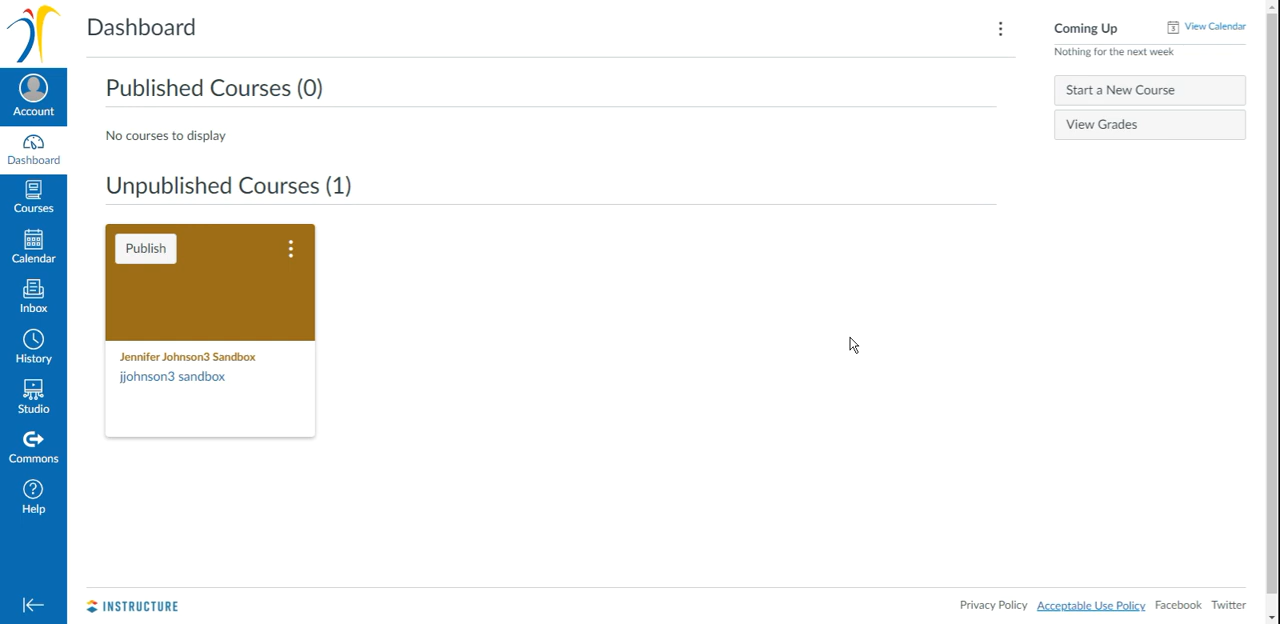 Dashboard
Coming Up
3
View Calendar
Nothing for the next week
Published Courses (0)
Start a New Course
No courses to display
View Grades
Unpublished Courses (1)
Publish
Jennifer Johnson3 Sandbox
jjohnson3 sandbox
Account
Dashboard
Courses
Calendar
Inbox
History
Studio
Commons
?
Help
INSTRUCTURE
Privacy Policy
Acceptable Use Policy
Facebook
Twitter